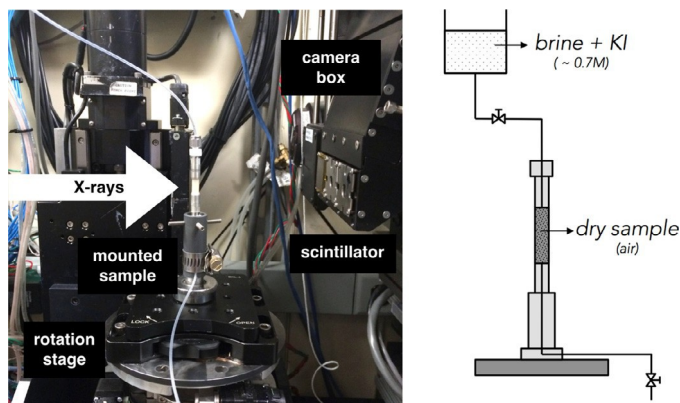 camera
box
X-rays
mounted
sample
scintillator
rotation
stage
LOCK
OPEN
brine + KI
(~ 0.7M)
dry sample
(air)